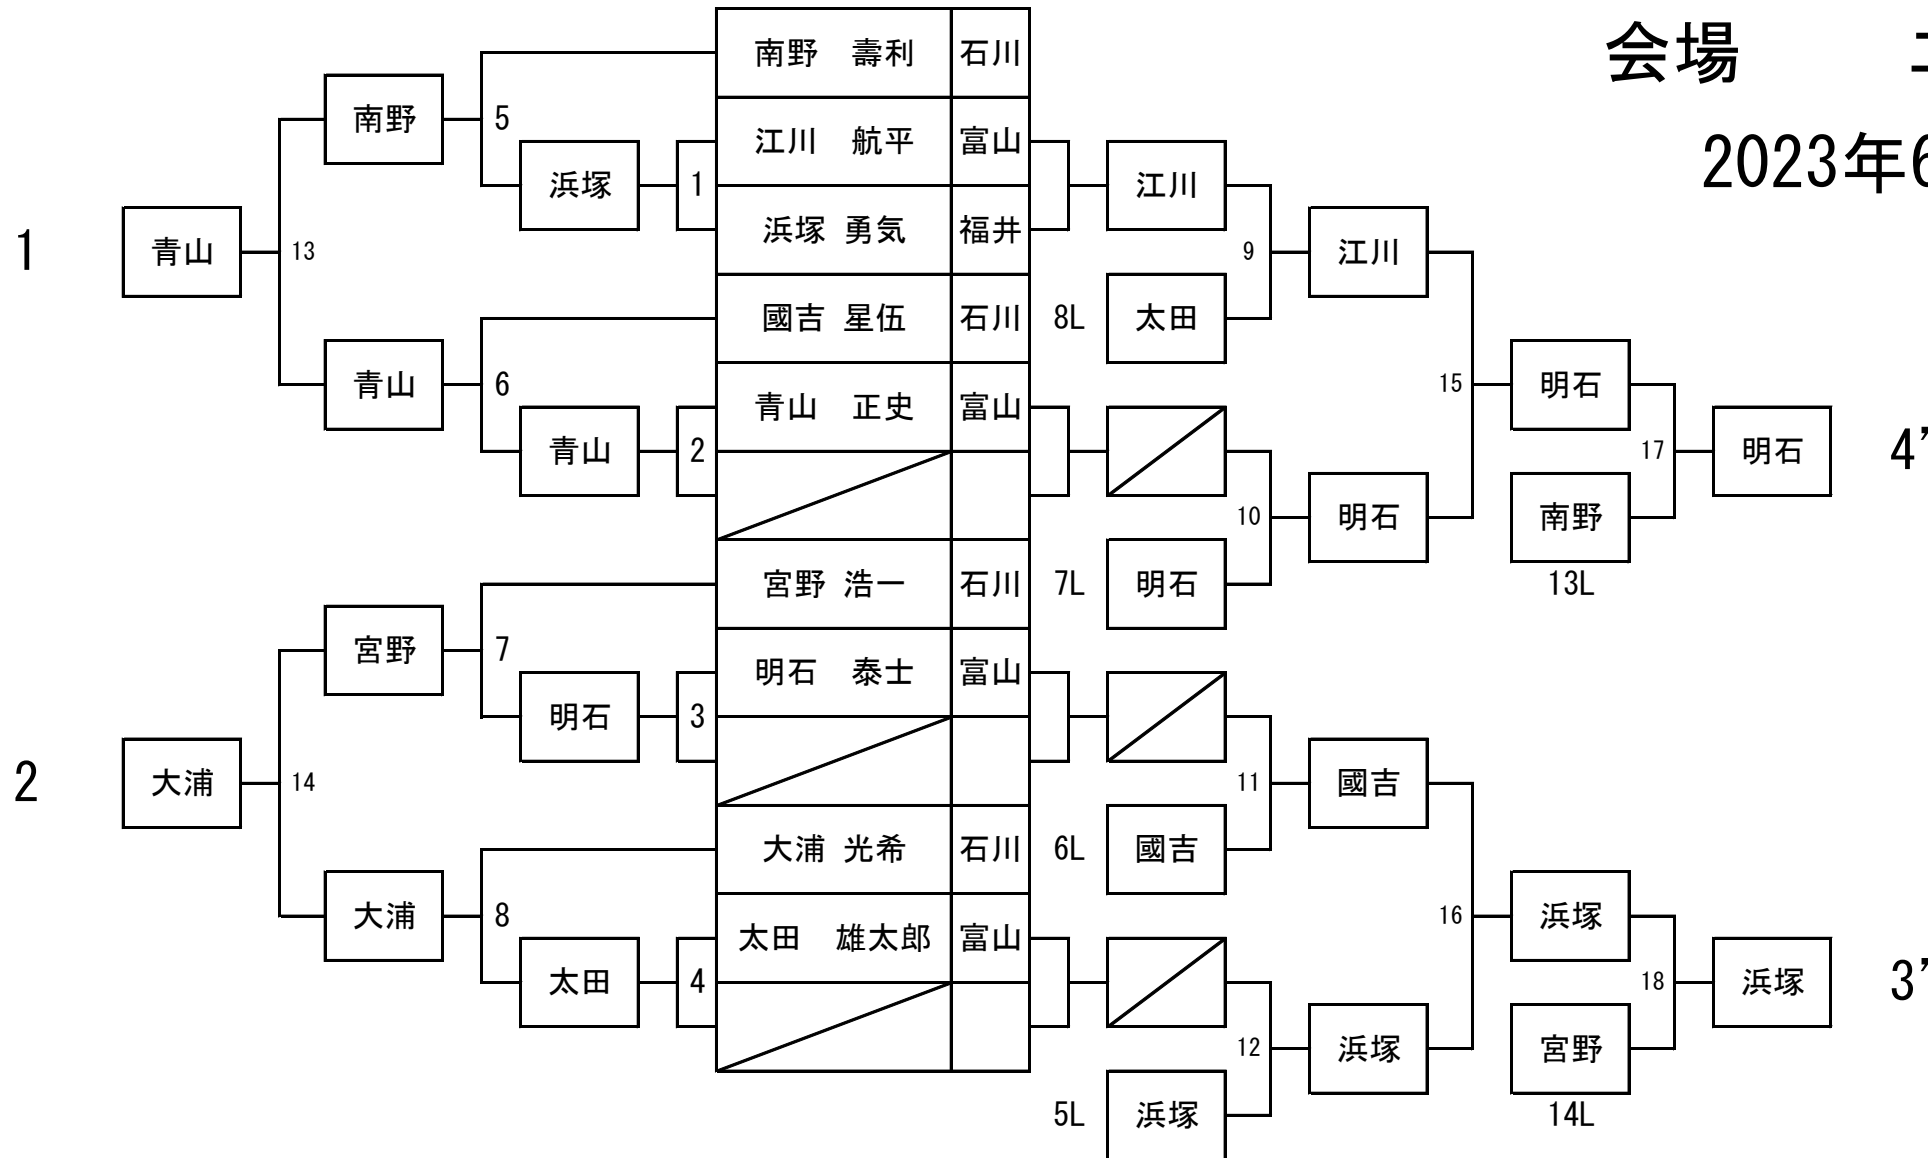 南野 壽利 石川
会場
南野 5
江川 航平 富山
2023年6
浜塚 1 江川
1 青山 13
浜塚 勇気 福井
9 江川
國吉 星伍 石川 8L 太田
青山 6
15 明石
青山 正史 富山
青山 2
17 明石 4’
10 明石 南野
宮野 浩一 石川 7L 明石 13L
宮野 7
明石 泰士 富山
明石 3
2 大浦 14
11 國吉
大浦 光希 石川 6L 國吉
大浦 8
16 浜塚
太田 雄太郎 富山
太田 4
18 浜塚 3’
12 浜塚 宮野
5L 浜塚 14L